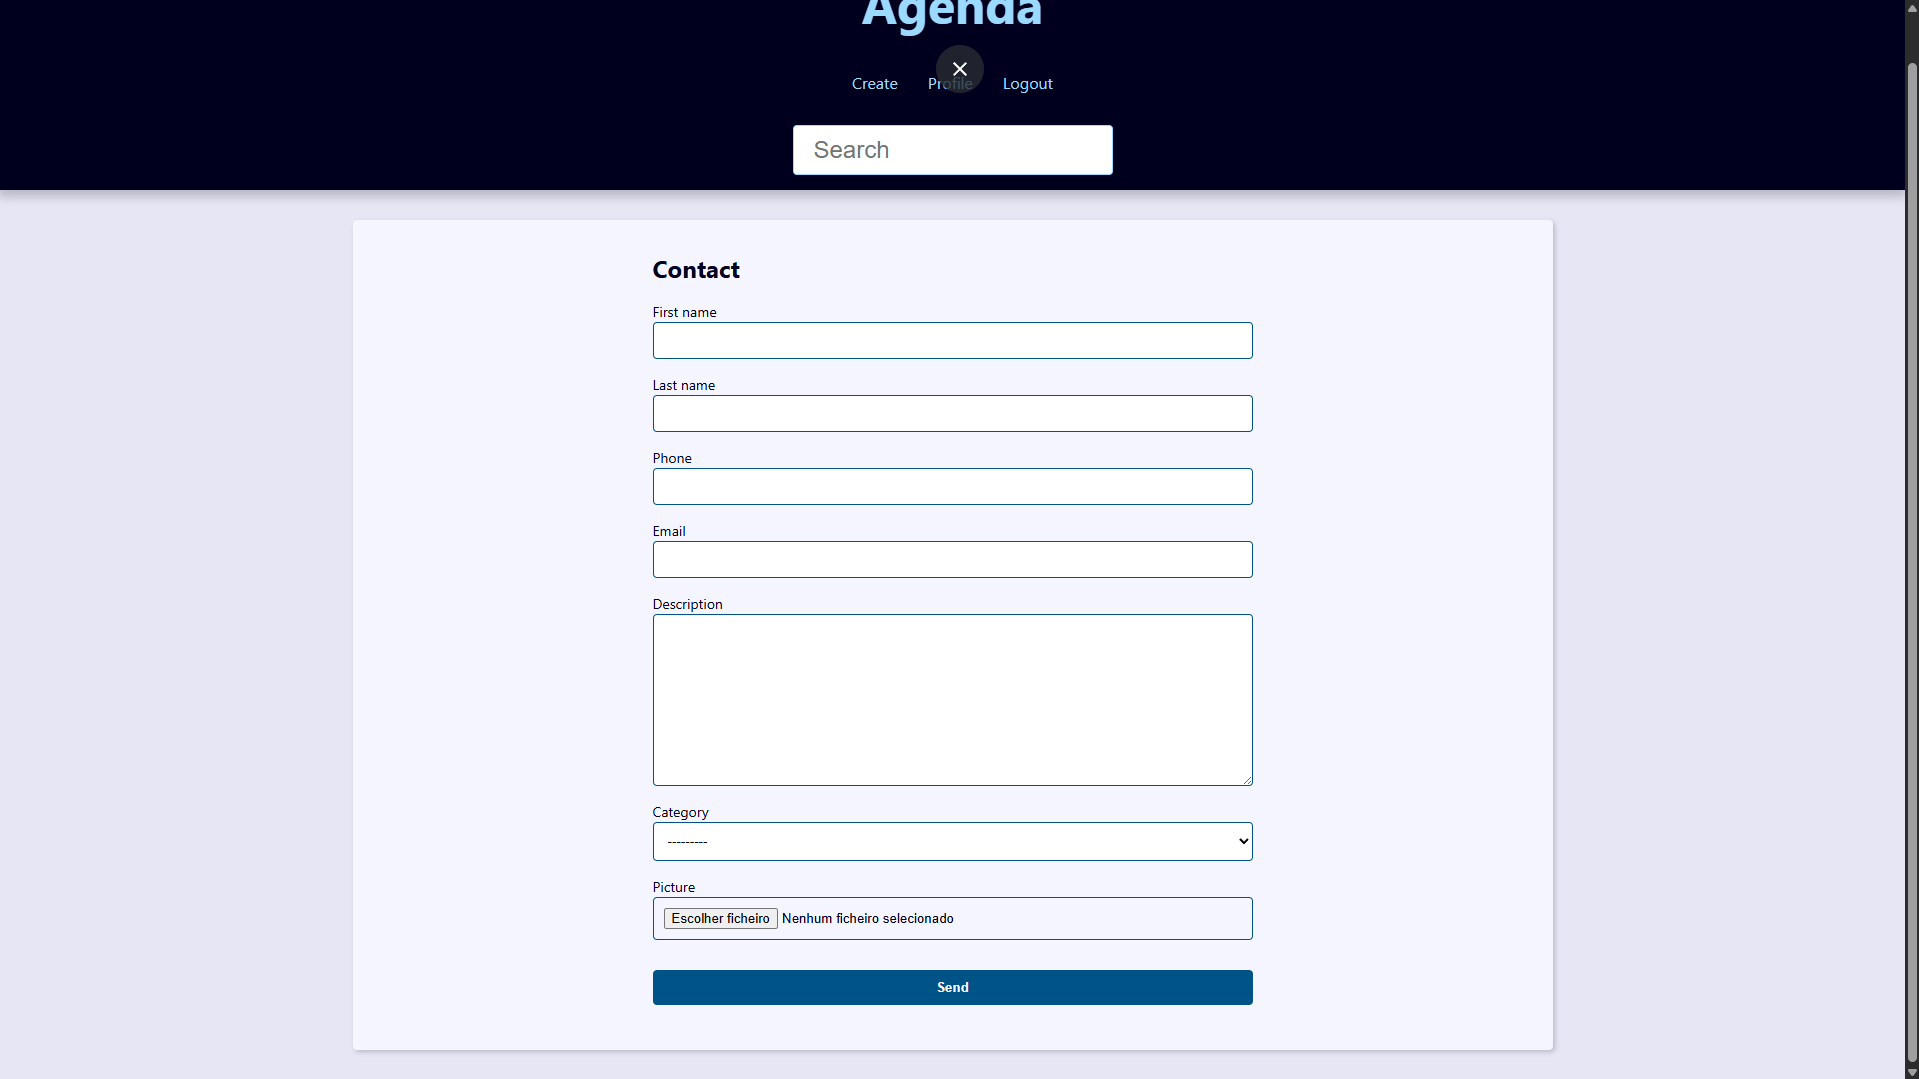 Agenda
Create Profile Logout
Search
Contact
First name
Last name
Phone
Email
Description
Category
---------
Picture
Escolher ficheiro Nenhum ficheiro selecionado
Send